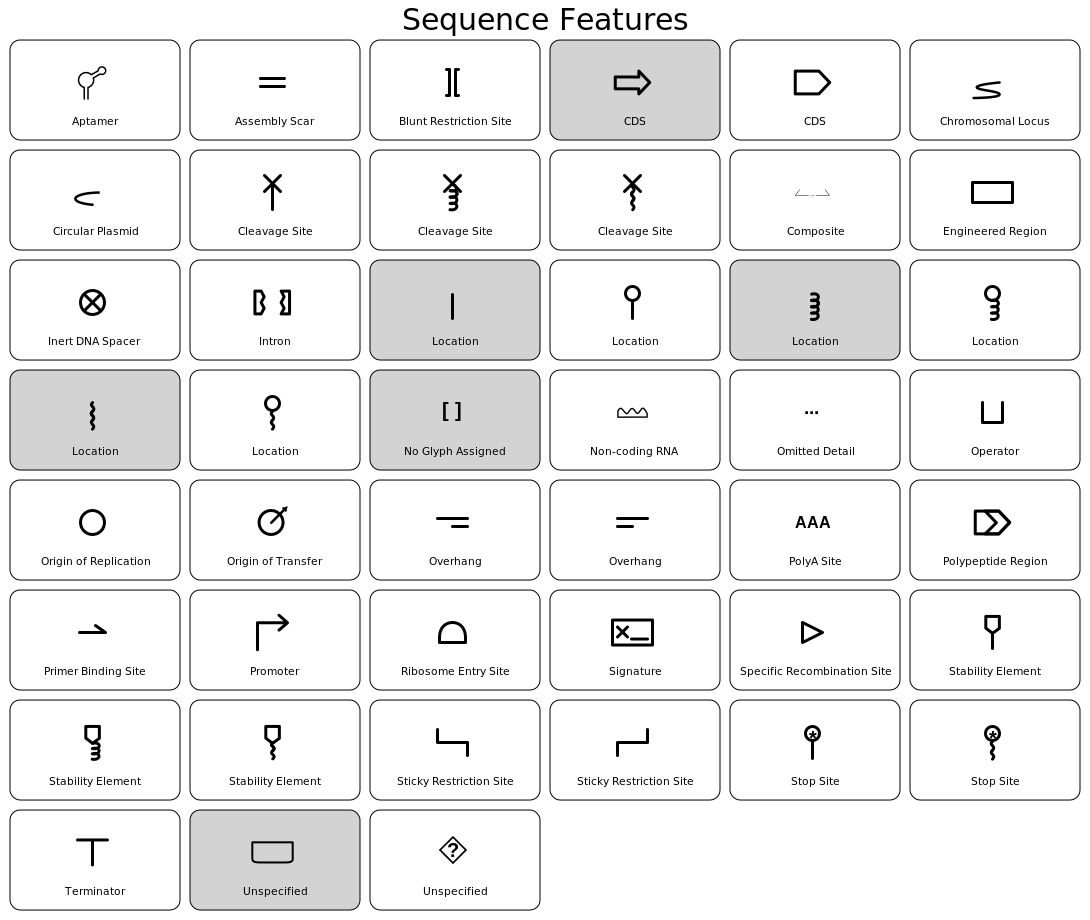 Sequence Features
Aptamer
Assembly Scar
Blunt Restriction Site
CDS
CDS
Chromosomal Locus
Circular Plasmid
Cleavage Site
Cleavage Site
Cleavage Site
Composite
Engineered Region
Inert DNA Spacer
Intron
Location
Location
Location
Location
Location
Location
[ ]
No Glyph Assigned
Non-coding RNA
...
Omitted Detail
Operator
Origin of Replication
Origin of Transfer
Overhang
Overhang
AAA
PolyA Site
Polypeptide Region
Primer Binding Site
Promoter
Ribosome Entry Site
Signature
Specific Recombination Site
Stability Element
Stability Element
Stability Element
Sticky Restriction Site
Sticky Restriction Site
*
Stop Site
*
Stop Site
Terminator
Unspecified
?
Unspecified